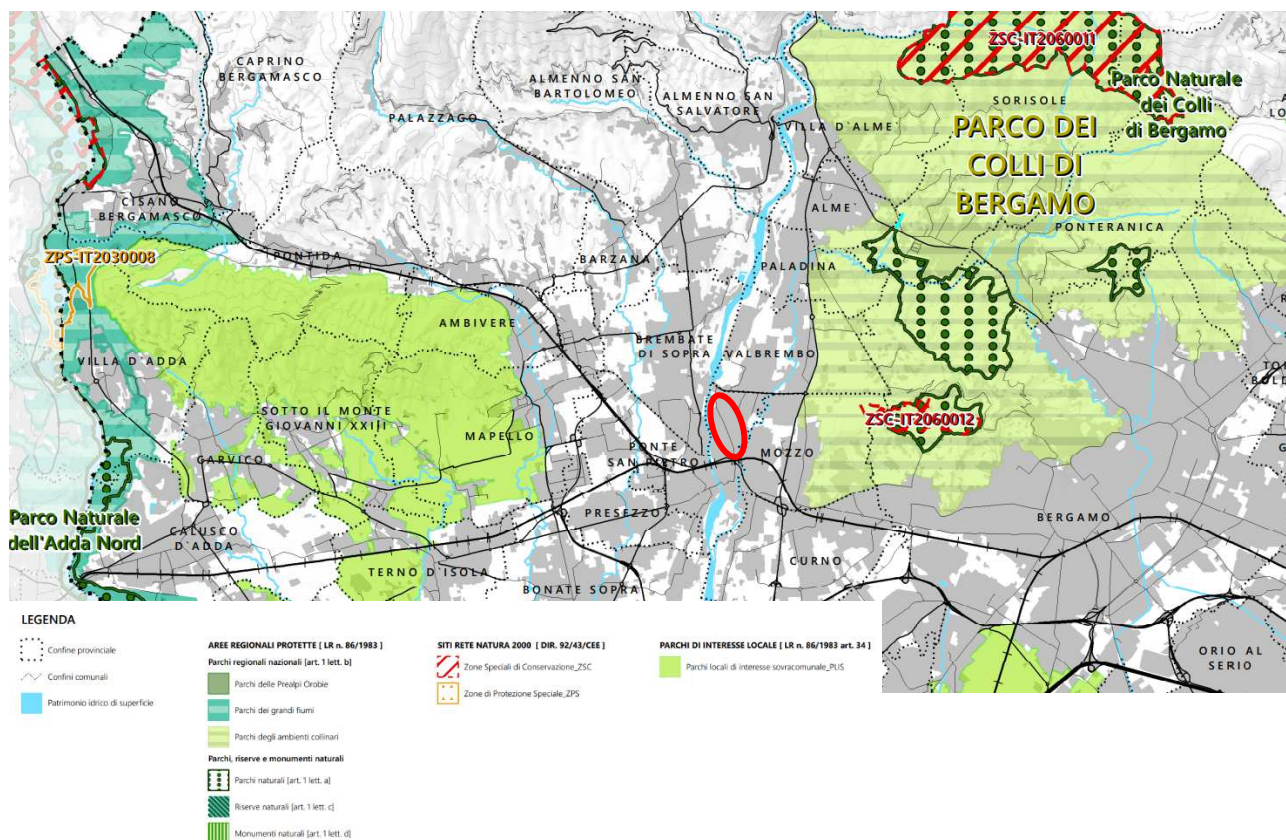 CAPRINO
BERGAMASCO
ALMENNO SAN
BARTOLOMEO
ALMENNO SAN
SALVATORE
PALAZZAGO
VILLA D'ALME
ZSC-IT2060011
Parco Naturale
dei Colli
di Bergamo
SORISOLE
PARCO DEI
COLLI DI
BERGAMO
CISANO
BERGAMASCO
ALME'
PONTERANICA
ZPS-IT2030008
PONTIDA
BARZANA
PALADINA
AMBIVERE
BREMBATE
DI SOPRA
VALBREMBO
VILLA D'ADDA
SOTTO IL MONTE
GIOVANNI XXIII
MAPELLO
ZSC-IT2060012
CARVICO
PONTE
SAN PIETRO
MOZZO
Parco Naturale
dell'Adda Nord
CALUSCO
D'ADDA
PRESEZZO
BERGAMO
TERNO D'ISOLA
CURNO
BONATE SOPRA
ORIO AL
SERIO
LEGENDA
Confine provinciale
Confini comunali
Patrimonio idrico di superficie
AREE REGIONALI PROTETTE [ LR n. 86/1983 ]
Parchi regionali nazionali [art. 1 lett. b]
Parchi delle Prealpi Orobie
Parchi dei grandi fiumi
Parchi degli ambienti collinari
Parchi, riserve e monumenti naturali
Parchi naturali [art. 1 lett. a]
Riserve naturali [art. 1 lett. c]
Monumenti naturali [art. 1 lett. d]
SITI RETE NATURA 2000 [ DIR. 92/43/CEE ]
Zone Speciali di Conservazione_ZSC
Zone di Protezione Speciale_ZPS
PARCHI DI INTERESSE LOCALE [ LR n. 86/1983 art. 34 ]
Parchi locali di interesse sovracomunale_PLIS